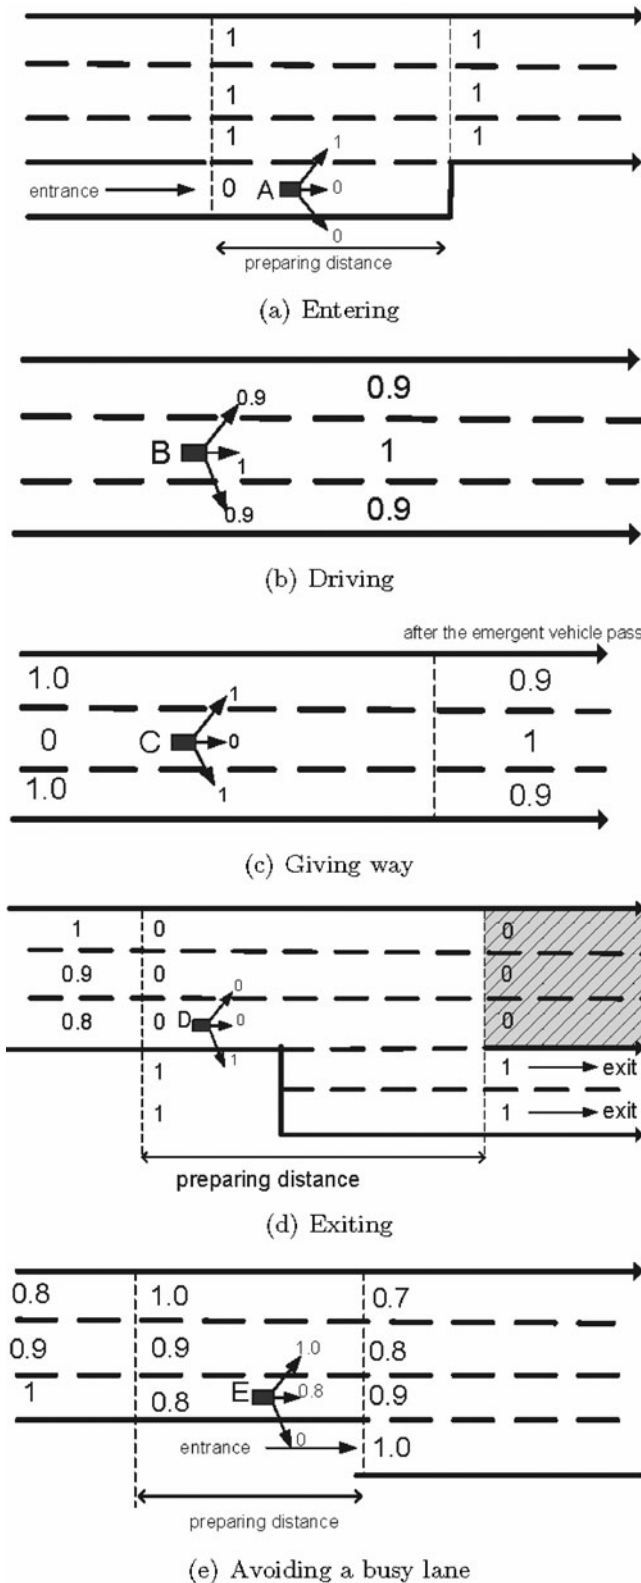 1 1
1 1
1 1 1
entrance 0 A 0
0
preparing distance
(a) Entering
0.9 0.9
B 1 1
0.9 0.9
(b) Driving
after the emergent vehicle pass
1.0 1 0.9
0 C 0 1
1.0 1 0.9
(c) Giving way
1 0 0
0.9 0 0 0
0.8 0 D 0 0
1 1 1 exit
1 1 exit
preparing distance
(d) Exiting
0.8 1.0 0.7
0.9 0.9 1.0 0.8
1 0.8 E 0.8 0.9
entrance 0 1.0
preparing distance
(e) Avoiding a busy lane